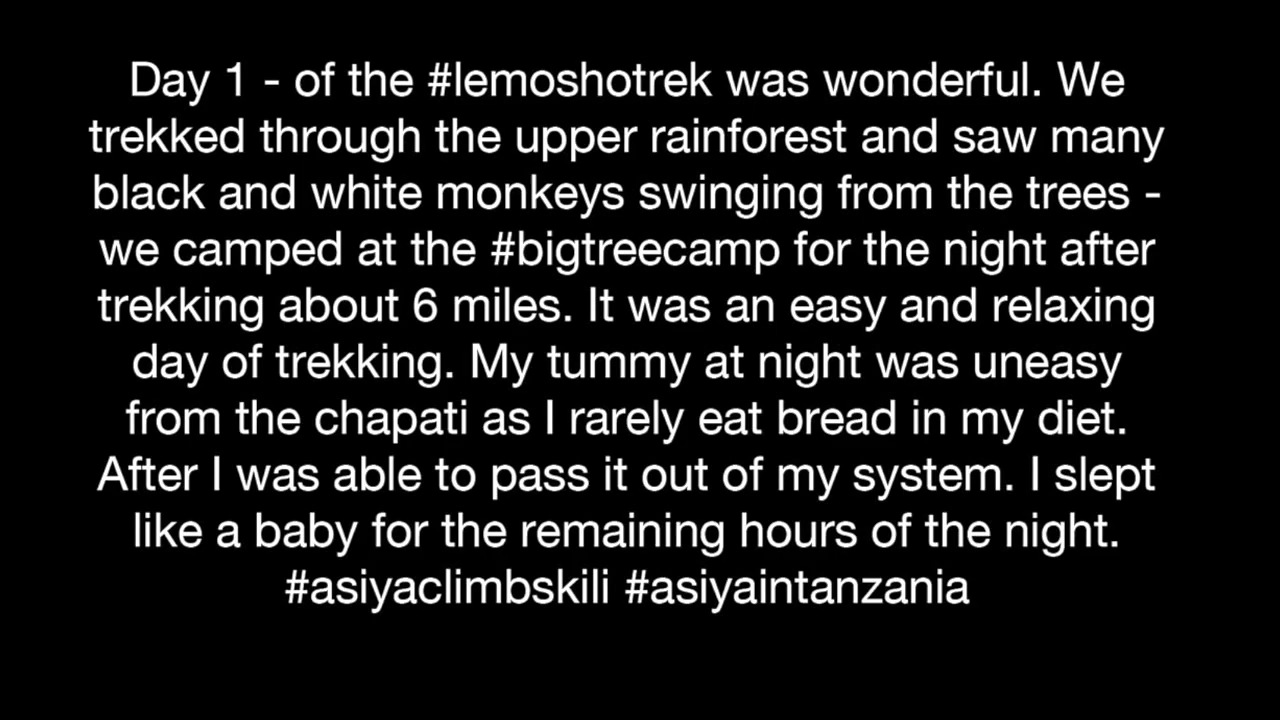 Day 1 - of the #lemoshotrek was wonderful. We
trekked through the upper rainforest and saw many
black and white monkeys swinging from the trees -
we camped at the #bigtreecamp for the night after
trekking about 6 miles. It was an easy and relaxing
day of trekking. My tummy at night was uneasy
from the chapati as I rarely eat bread in my diet.
After I was able to pass it out of my system. I slept
like a baby for the remaining hours of the night.
#asiyaclimbskili #asiyaintanzania